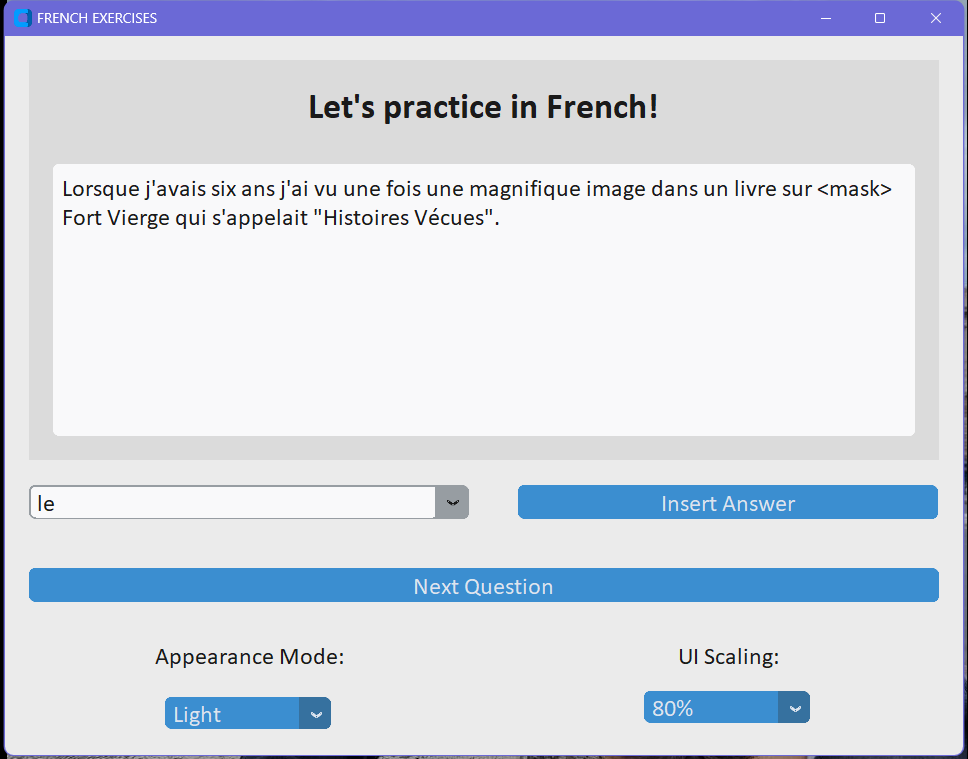 FRENCH EXERCISES
Let's practice in French!
Lorsque j'avais six ans j'ai vu une fois une magnifique image dans un livre sur <mask>
Fort Vierge qui s'appelait "Histoires Vécues".
le
Insert Answer
Next Question
Appearance Mode:
UI Scaling:
Light
80%